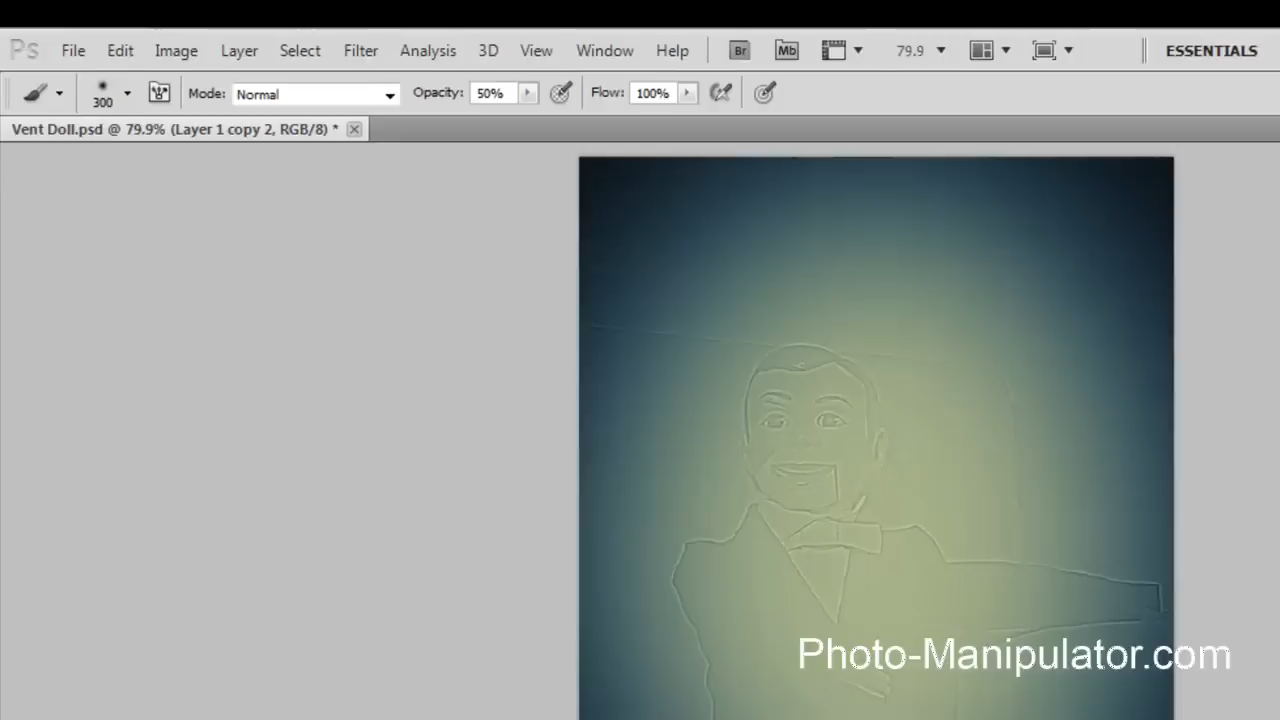 Ps File Edit Image Layer Select Filter Analysis 3D View Window Help Br Mb 79.9 ESSENTIALS
300 Mode: Normal Opacity: 50% Flow: 100%
Vent Doll.psd @ 79.9% (Layer 1 copy 2, RGB/8) *
Photo-Manipulator.com